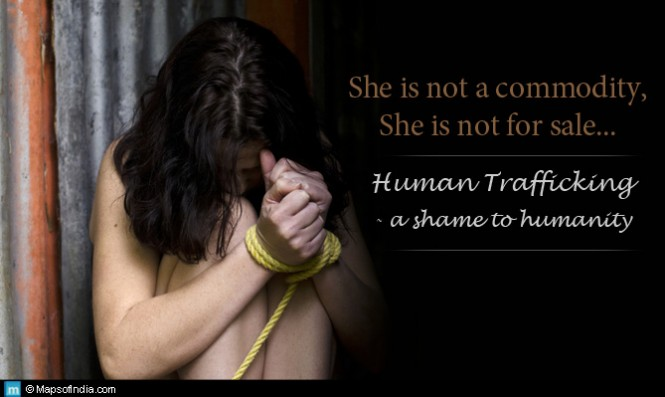 She is not a commodity,
She is not for sale...
Human Trafficking
- a shame to humanity
m © MapsofIndia.com